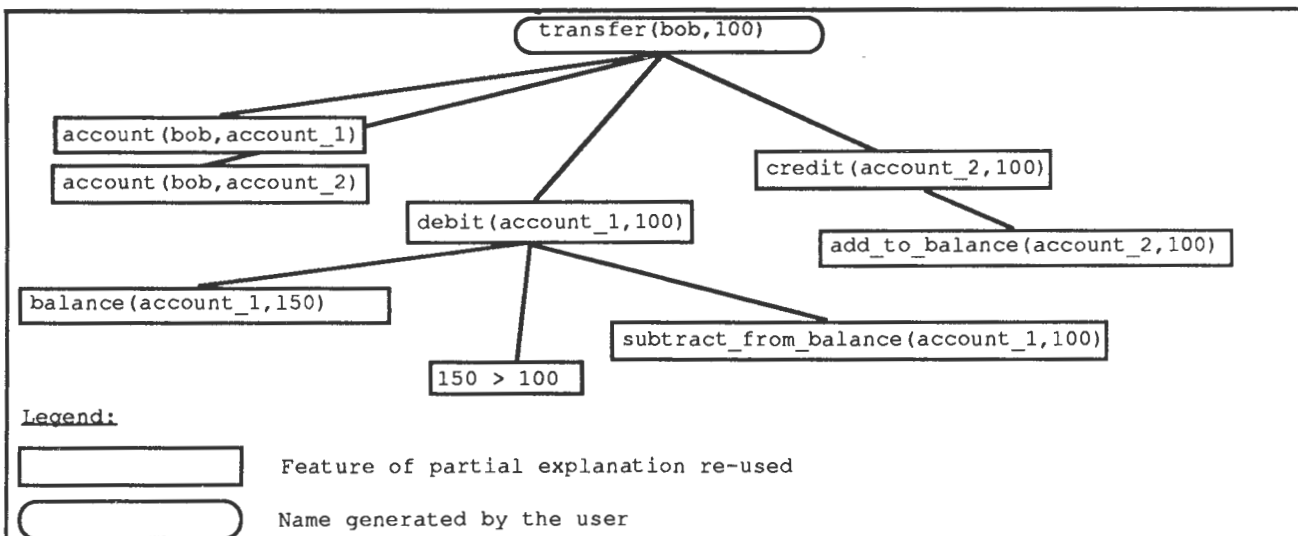 transfer(bob,100)
account(bob,account_1)
account(bob,account_2)
credit(account_2,100)
debit(account_1,100)
add_to_balance(account_2,100)
balance(account_1,150)
subtract_from_balance(account_1,100)
150 > 100
Legend:
Feature of partial explanation re-used
Name generated by the user